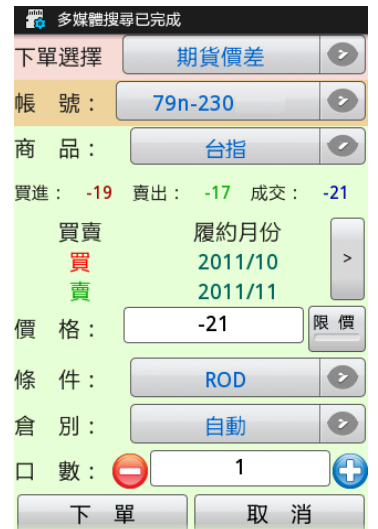 多媒體搜尋已完成
下單選擇 期貨價差
帳 號： 79n-230
商 品： 台指
買進： -19 賣出： -17 成交： -21
買賣 履約月份
買 2011/10 >
賣 2011/11
價 格： -21 限 價
條 件： ROD
倉 別： 自動
口 數： 1
下 單 取 消